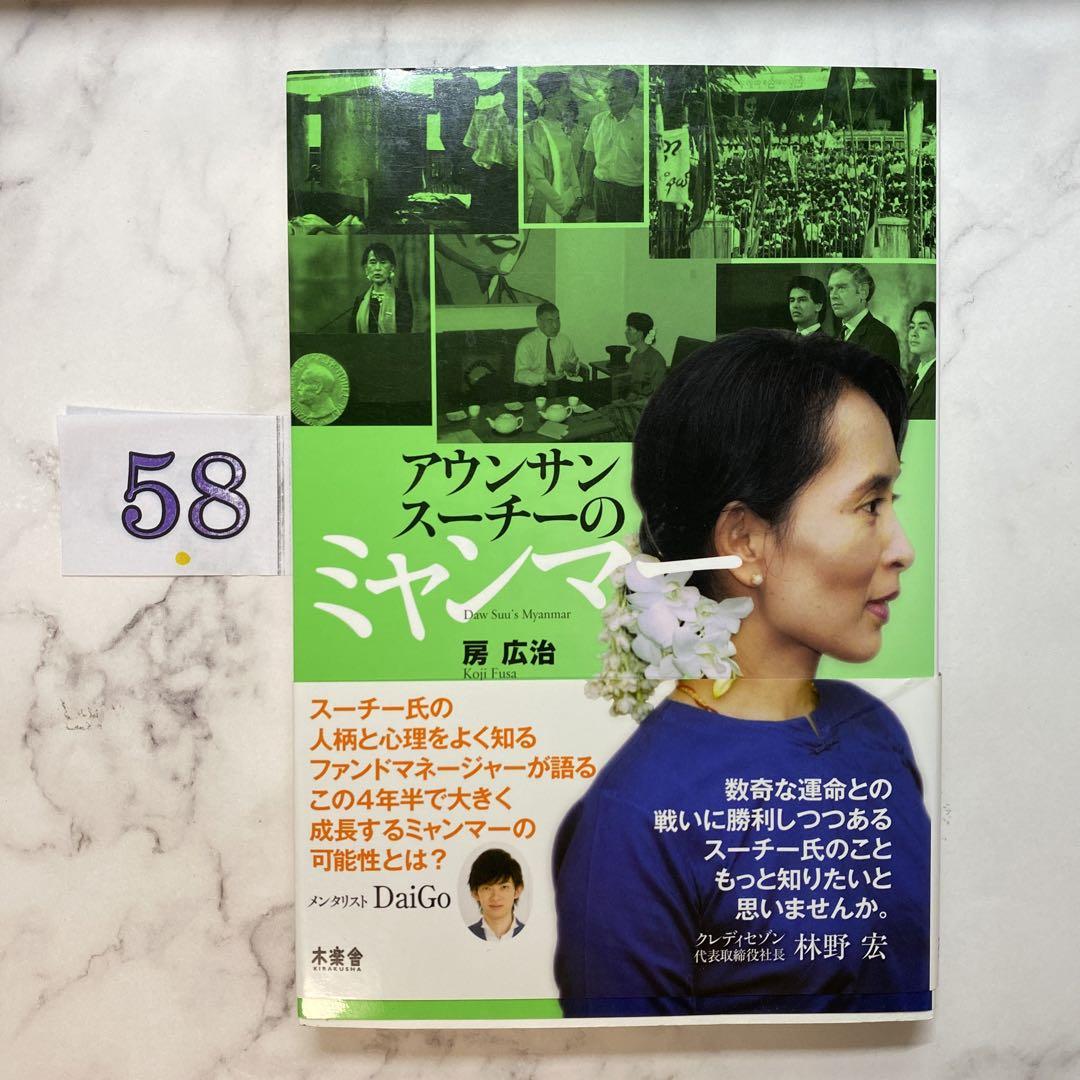 58
アウンサン
スーチーの
ミャンマー
Daw Suu's Myanmar
房 広治
Koji Fusa
スーチー氏の
人柄と心理をよく知る
ファンドマネージャーが語る
この4年半で大きく
成長するミャンマーの
可能性とは?
メンタリスト DaiGo
木楽舎
KIRAKUSHA
数奇な運命との
戦いに勝利しつつある
スーチー氏のこと
もっと知りたいと
思いませんか。
クレディセゾン
代表取締役社長 林野 宏